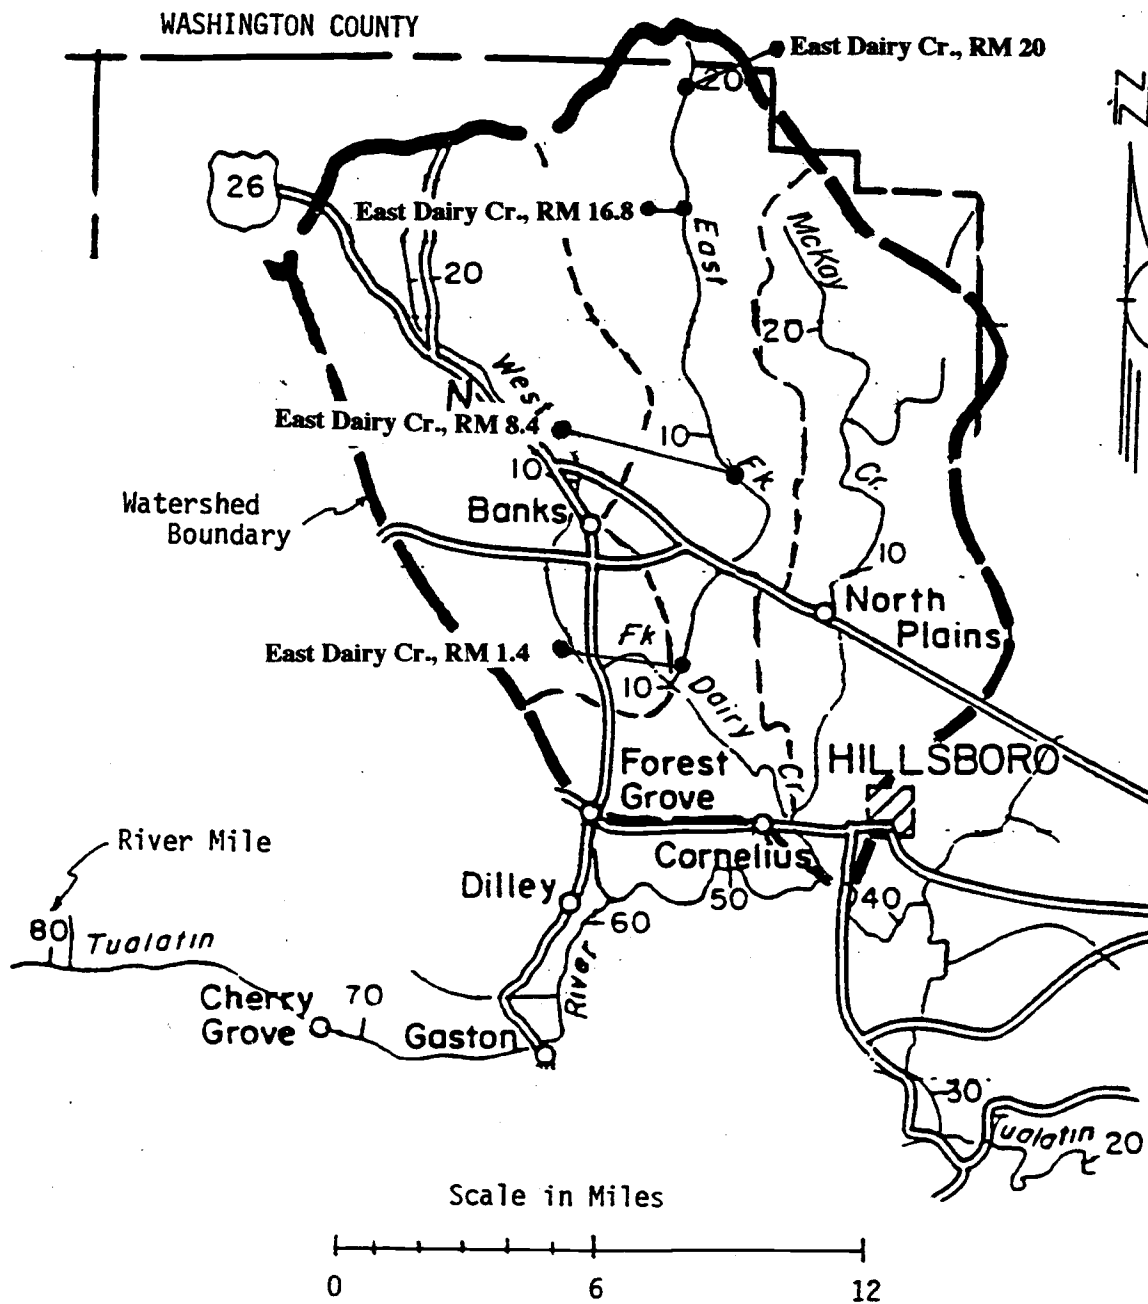 WASHINGTON COUNTY
East Dairy Cr., RM 20
20
26
East Dairy Cr., RM 16.8
East
McKay
20
20
West
N
East Dairy Cr., RM 8.4
10
Fk
10
Cr.
Banks
Watershed
Boundary
10
North
Plains
Fk
East Dairy Cr., RM 1.4
10
Dairy
Cr.
HILLSBORO
Forest
Grove
River Mile
Cornelius
Dilley
50
40
60
80
Tualatin
River
Cherry
Grove
70
Gaston
30
Tualatin
20
Scale in Miles
0
6
12